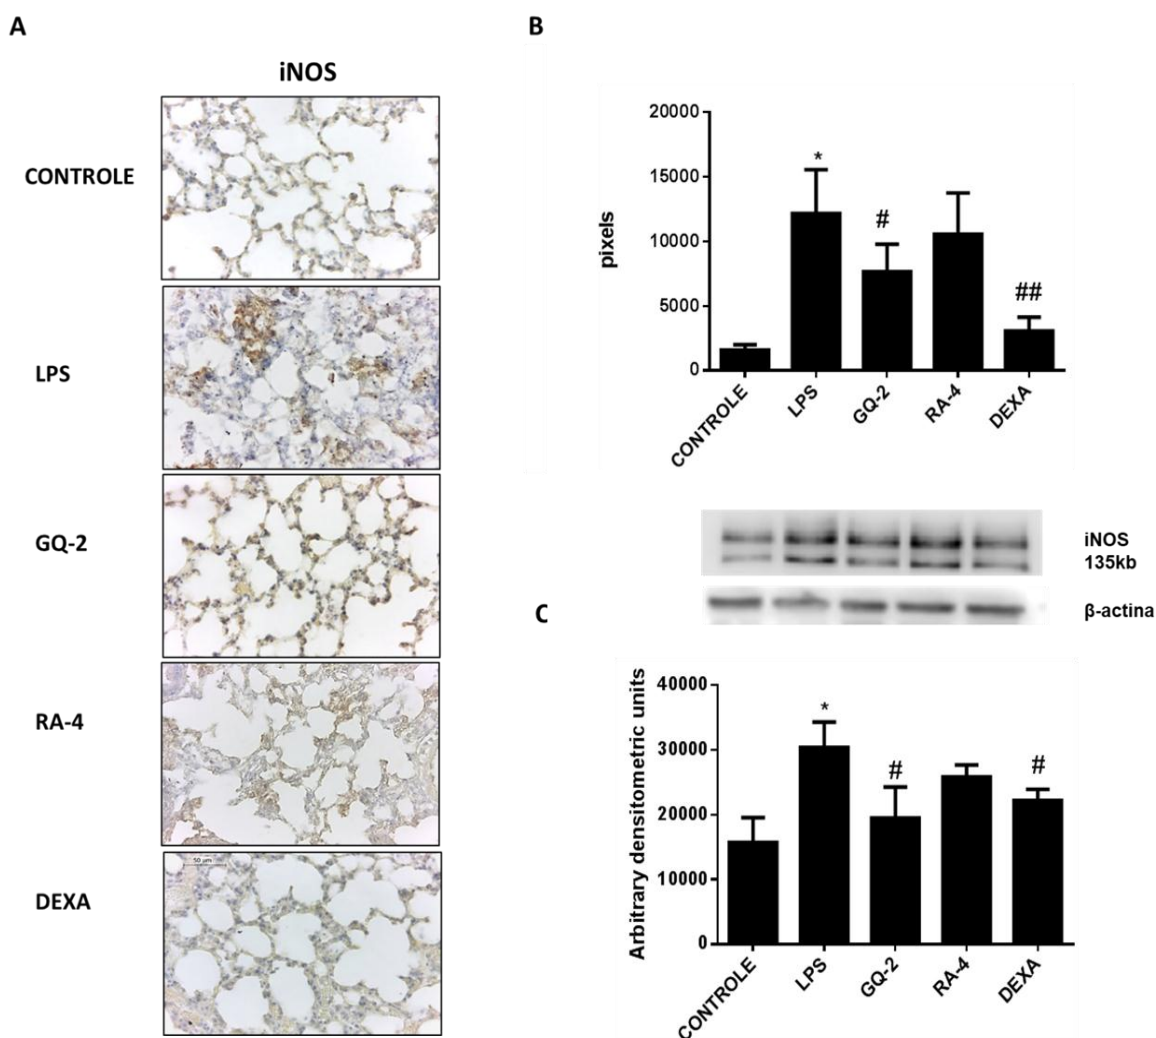 A
iNOS
CONTROLE
LPS
GQ-2
RA-4
DEXA
50 µm
B
pixels
20000
15000
10000
5000
0
*
#
##
CONTROLE
LPS
GQ-2
RA-4
DEXA
iNOS
135kb
β-actina
C
Arbitrary densitometric units
40000
30000
20000
10000
0
*
#
#
CONTROLE
LPS
GQ-2
RA-4
DEXA